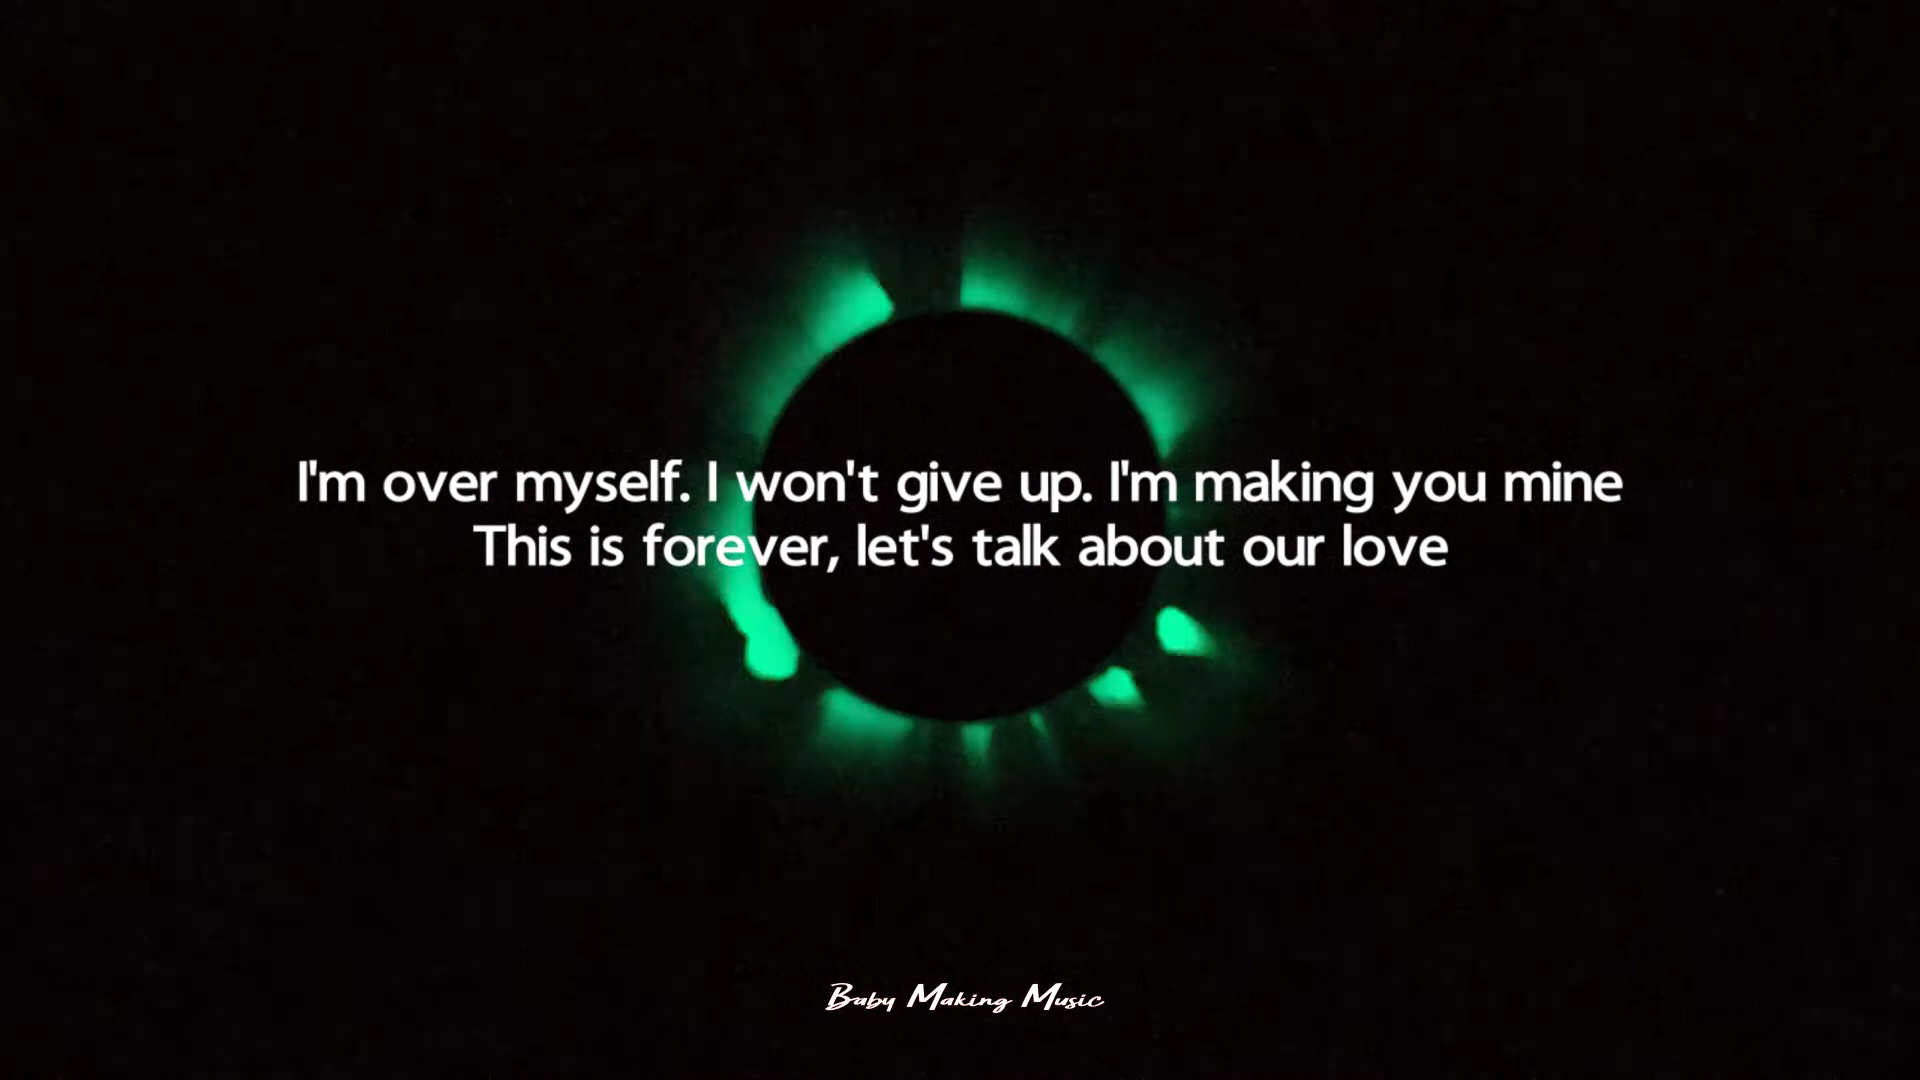 I'm over myself. I won't give up. I'm making you mine
This is forever, let's talk about our love
Baby Making Music